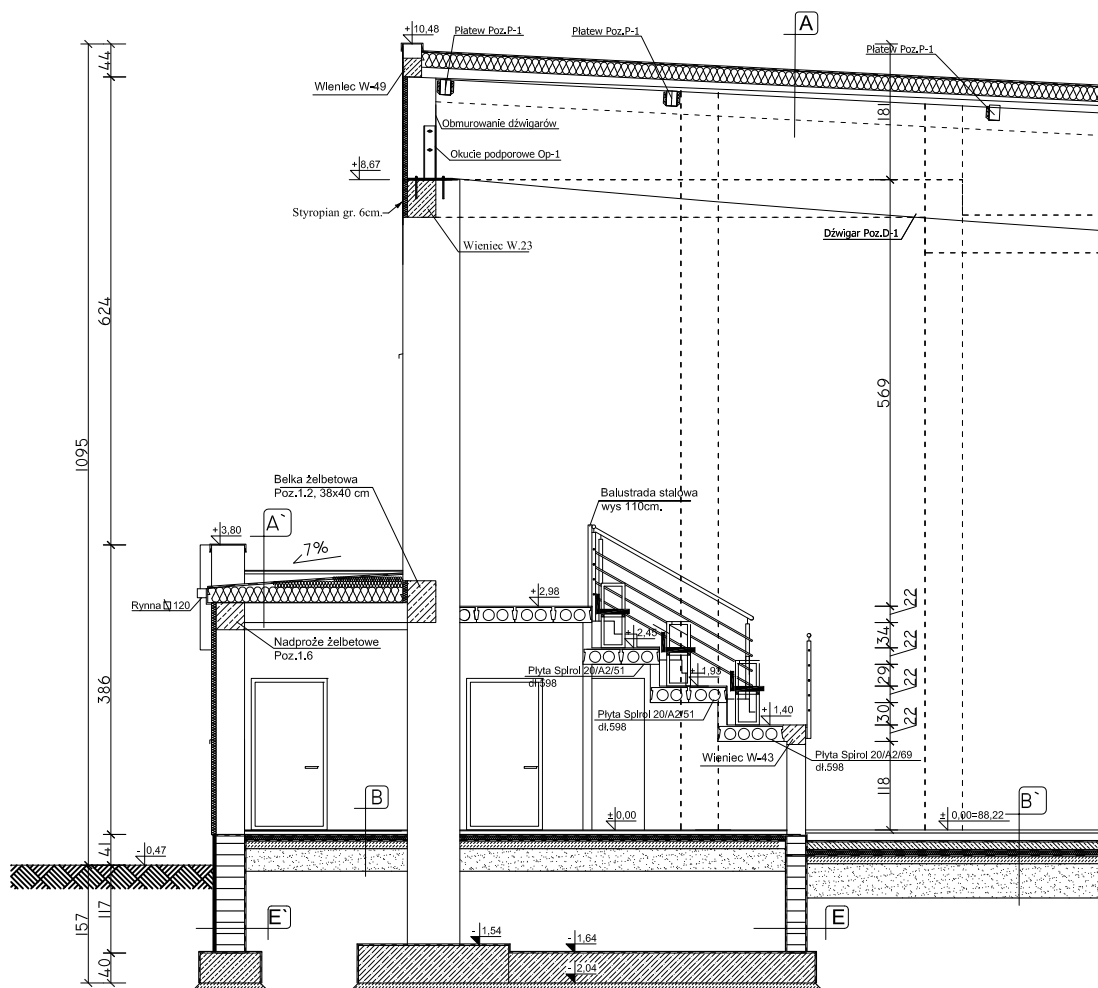 +10,48
Płatew Poz.P-1
Płatew Poz.P-1
A
Płatew Poz.P-1
44
Wieniec W-49
181
Obmurowanie dźwigarów
Okucie podporowe Op-1
+8,67
Styropian gr. 6cm.
Wieniec W.23
Dźwigar Poz.D-1
624
569
1095
Belka żelbetowa
Poz.1.2, 38x40 cm
Balustrada stalowa
wys 110cm.
A`
+3,80
7%
+2,98
22
Rynna 120
34
Nadproże żelbetowe
Poz.1.6
+2,45
22
Płyta Spirol 20/A2/51
dł.598
+1,93
29
22
386
Płyta Spirol 20/A2/51
dł.598
+1,40
30
22
Wieniec W-43
Płyta Spirol 20/A2/69
dł.598
118
B
B`
±0,00
±0,00=88,22
41
-0,47
157
117
E`
E
-1,54
-1,64
40
-2,04